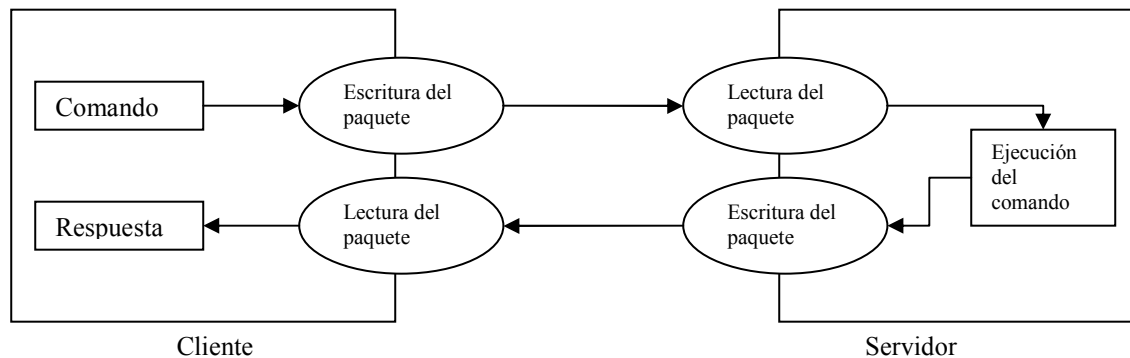 Comando
Escritura del
paquete
Lectura del
paquete
Ejecución
del
comando
Respuesta
Lectura del
paquete
Escritura del
paquete
Cliente
Servidor